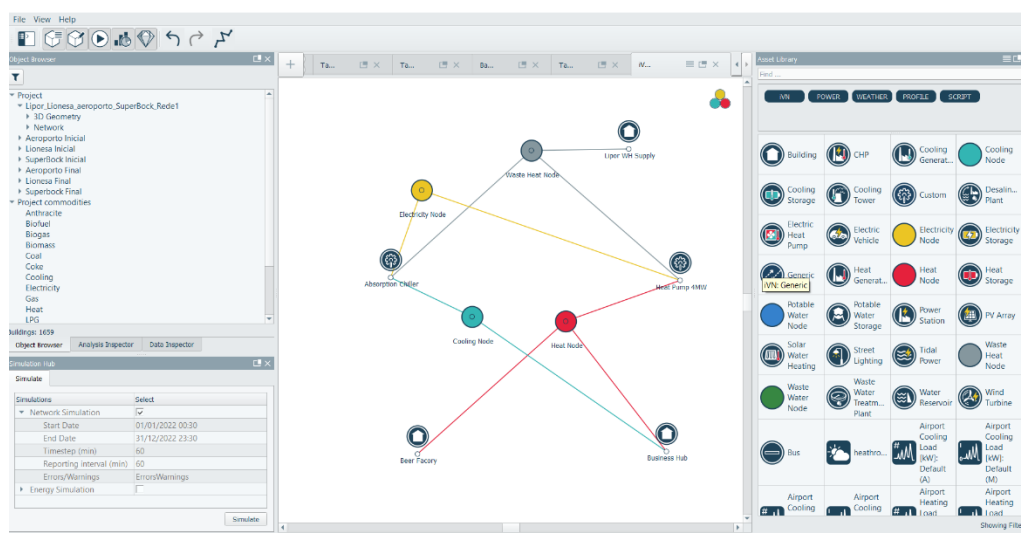 File View Help
Object Browser
Project
Lipor_Lionesa_aeroporto_SuperBock_Rede1
3D Geometry
Network
Aeroporto Inicial
Lionesa Inicial
SuperBock Inicial
Aeroporto Final
Lionesa Final
Superbock Final
Project commodities
Anthracite
Biofuel
Biogas
Biomass
Coal
Coke
Cooling
Electricity
Gas
Heat
LPG
Buildings: 1659
Object Browser Analysis Inspector Data Inspector
Simulation Hub
Simulate
Simulations Select
Network Simulation
Start Date 01/01/2022 00:30
End Date 31/12/2022 23:30
Timestep (min) 60
Reporting interval (min) 60
Errors/Warnings Errors\Warnings
Energy Simulation
Simulate
Ta... Ta... Ba... Ta... iV...
Lipor WH Supply
Waste Heat Node
Electricity Node
Absorption Chiller
Heat Pump 4MW
Cooling Node
Heat Node
Beer Facory
Business Hub
Asset Library
Find ...
iVN POWER WEATHER PROFILE SCRIPT
Building
CHP
Cooling
Generat...
Cooling
Node
Cooling
Storage
Cooling
Tower
Custom
Desalin...
Plant
Electric
Heat
Pump
Electric
Vehicle
Electricity
Node
Electricity
Storage
Generic
iVN: Generic
Heat
Generat...
Heat
Node
Heat
Storage
Potable
Water
Node
Potable
Water
Storage
Power
Station
PV Array
Solar
Water
Heating
Street
Lighting
Tidal
Power
Waste
Heat
Node
Waste
Water
Node
Waste
Water
Treatm...
Plant
Water
Reservoir
Wind
Turbine
Bus
heathro...
Airport
Cooling
Load
[kW]:
Default
(A)
Airport
Cooling
Load
[kW]:
Default
(M)
Airport
Cooling
Airport
Cooling
Airport
Heating
Load
Airport
Heating
Load
Showing Filte